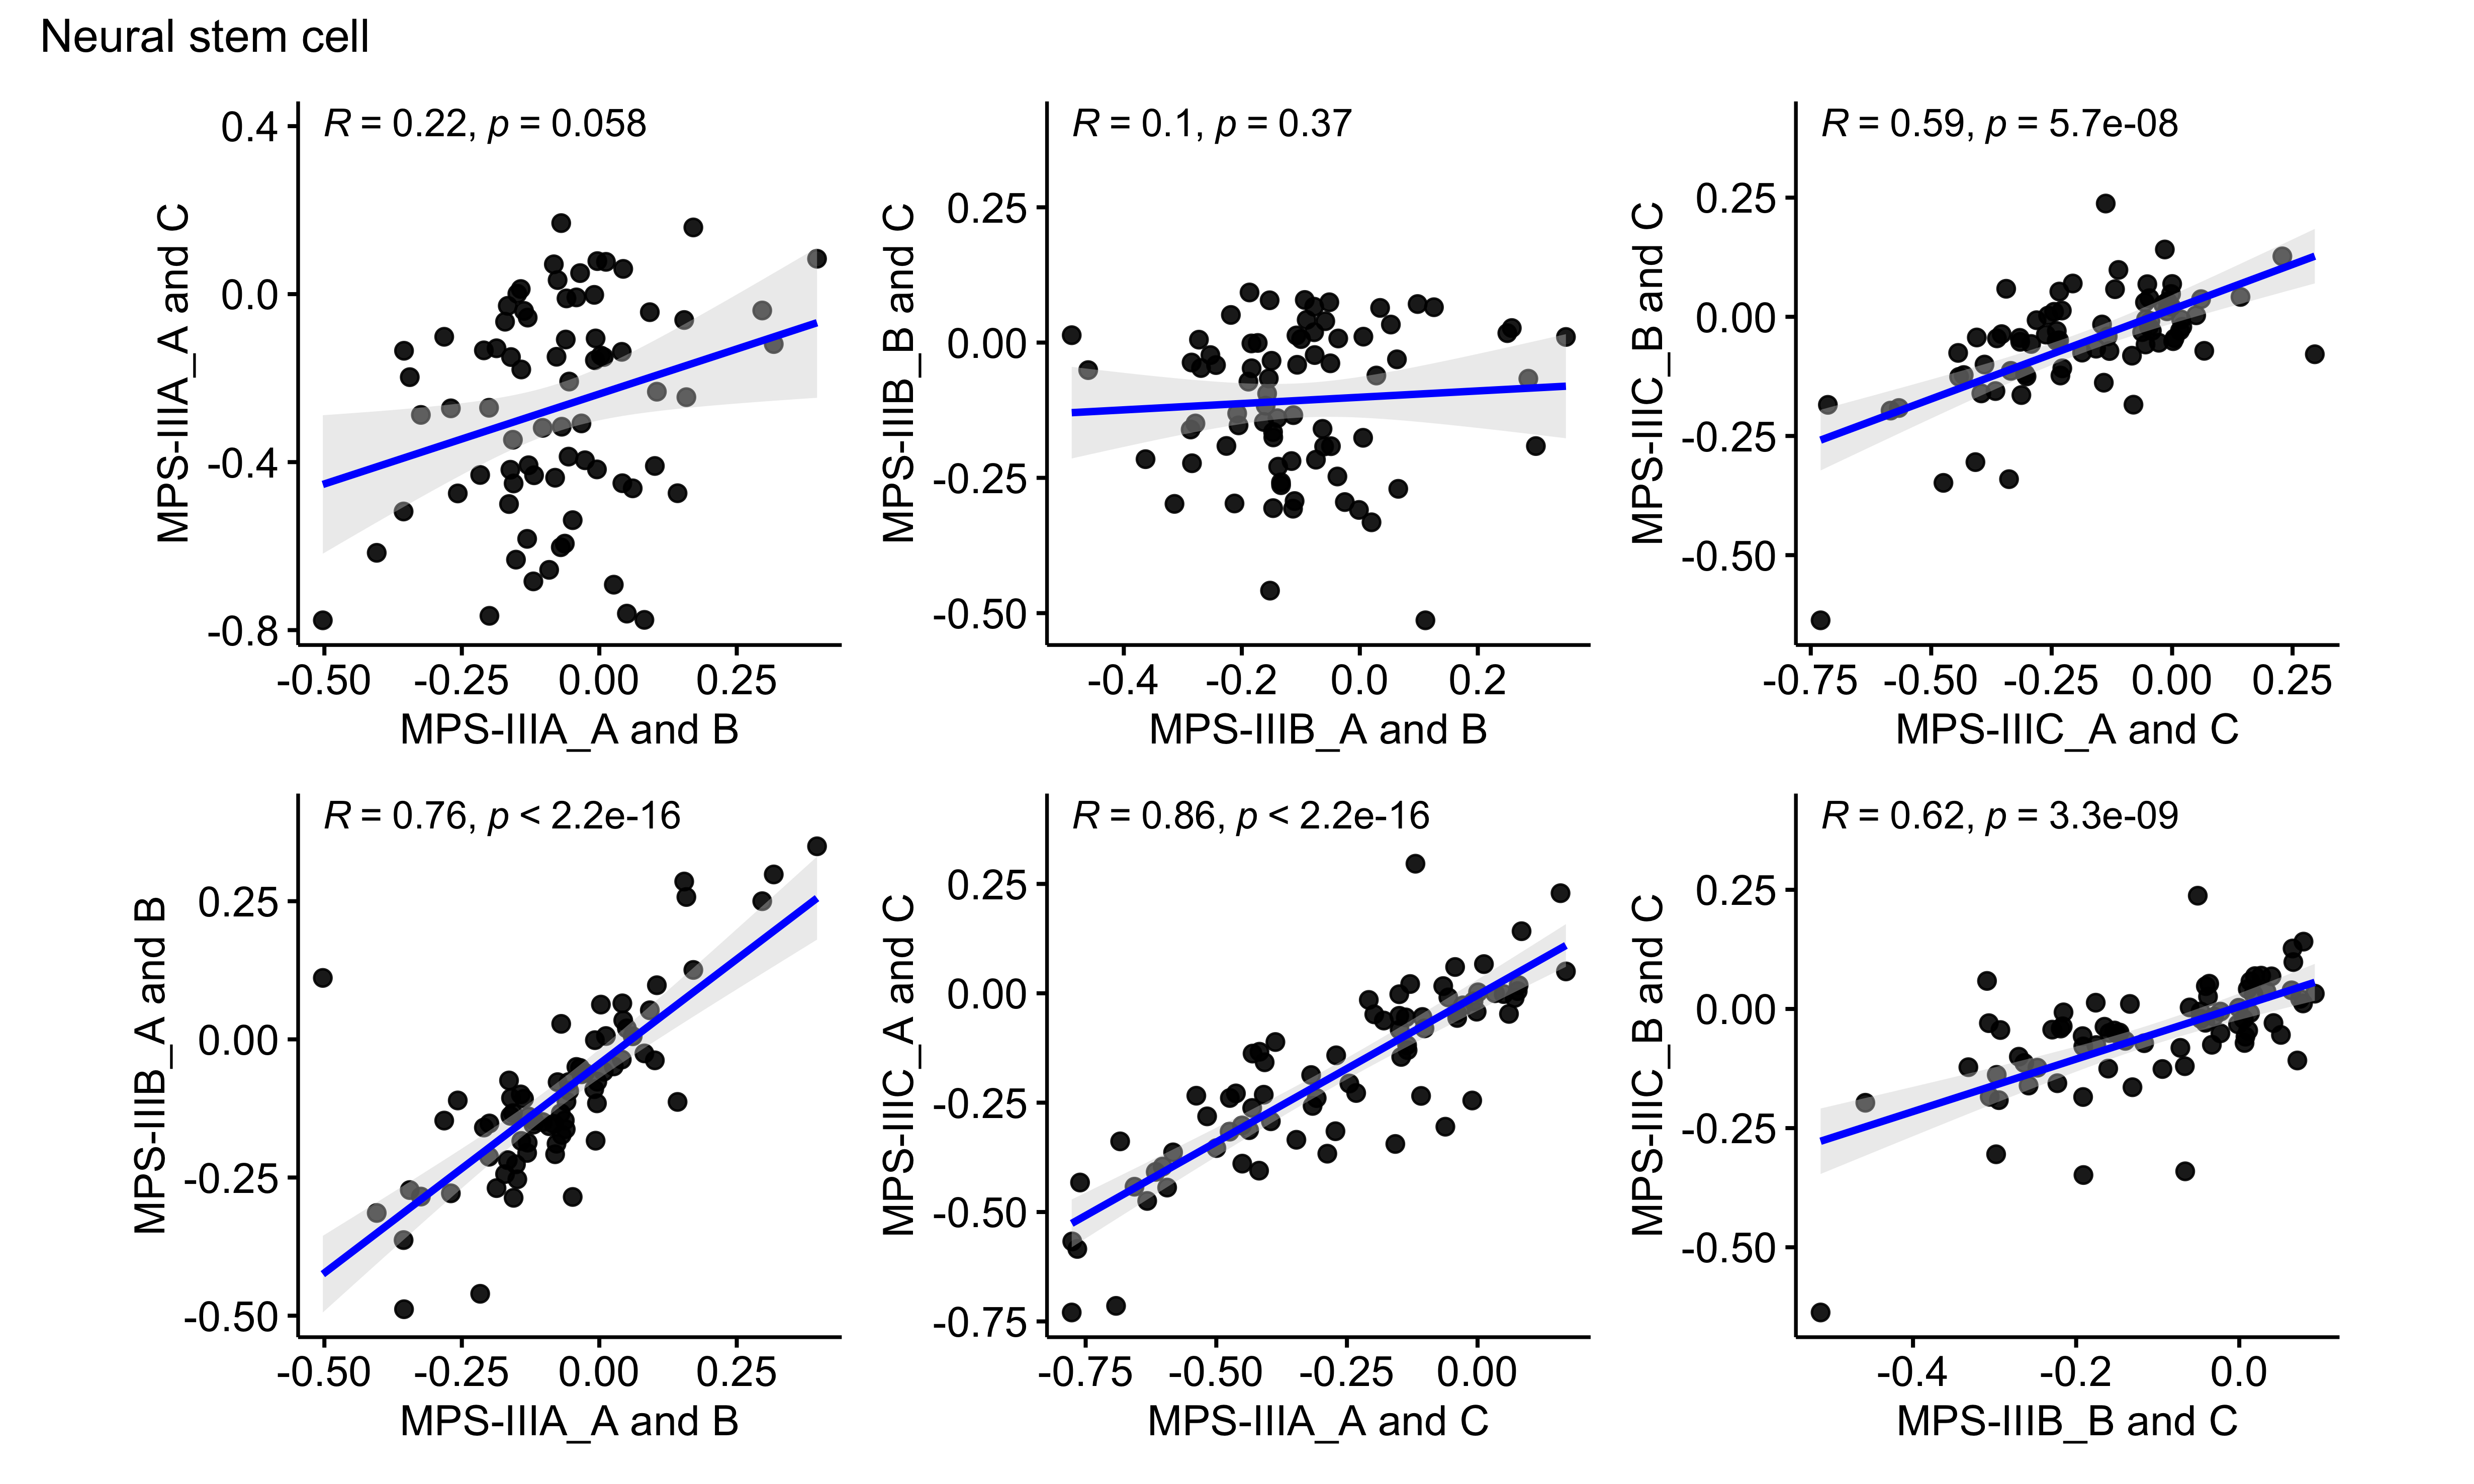 Neural stem cell
R = 0.22, p = 0.058
0.4
0.0
-0.4
-0.8
MPS-IIIA_A and C
-0.50 -0.25 0.00 0.25
MPS-IIIA_A and B
R = 0.1, p = 0.37
0.25
0.00
-0.25
-0.50
MPS-IIIB_B and C
-0.4 -0.2 0.0 0.2
MPS-IIIB_A and B
R = 0.59, p = 5.7e-08
0.25
0.00
-0.25
-0.50
MPS-IIIC_B and C
-0.75 -0.50 -0.25 0.00 0.25
MPS-IIIC_A and C
R = 0.76, p < 2.2e-16
0.25
0.00
-0.25
-0.50
MPS-IIIB_A and B
-0.50 -0.25 0.00 0.25
MPS-IIIA_A and B
R = 0.86, p < 2.2e-16
0.25
0.00
-0.25
-0.50
-0.75
MPS-IIIC_A and C
-0.75 -0.50 -0.25 0.00
MPS-IIIA_A and C
R = 0.62, p = 3.3e-09
0.25
0.00
-0.25
-0.50
MPS-IIIC_B and C
-0.4 -0.2 0.0
MPS-IIIB_B and C